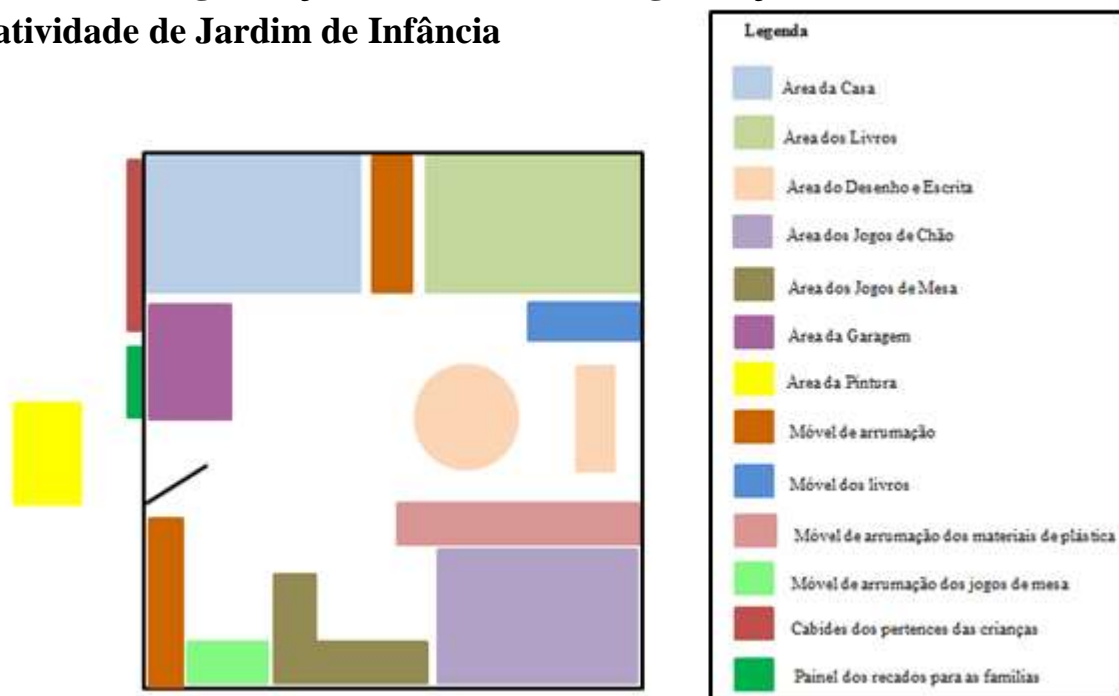 atividade de Jardim de Infância
Legenda
Área da Casa
Área dos Livros
Área do Desenho e Escrita
Área dos Jogos de Chão
Área dos Jogos de Mesa
Área da Garagem
Área da Pintura
Móvel de arrumação
Móvel dos livros
Móvel de arrumação dos materiais de plástica
Móvel de arrumação dos jogos de mesa
Cabides dos pertences das crianças
Painel dos recados para as famílias